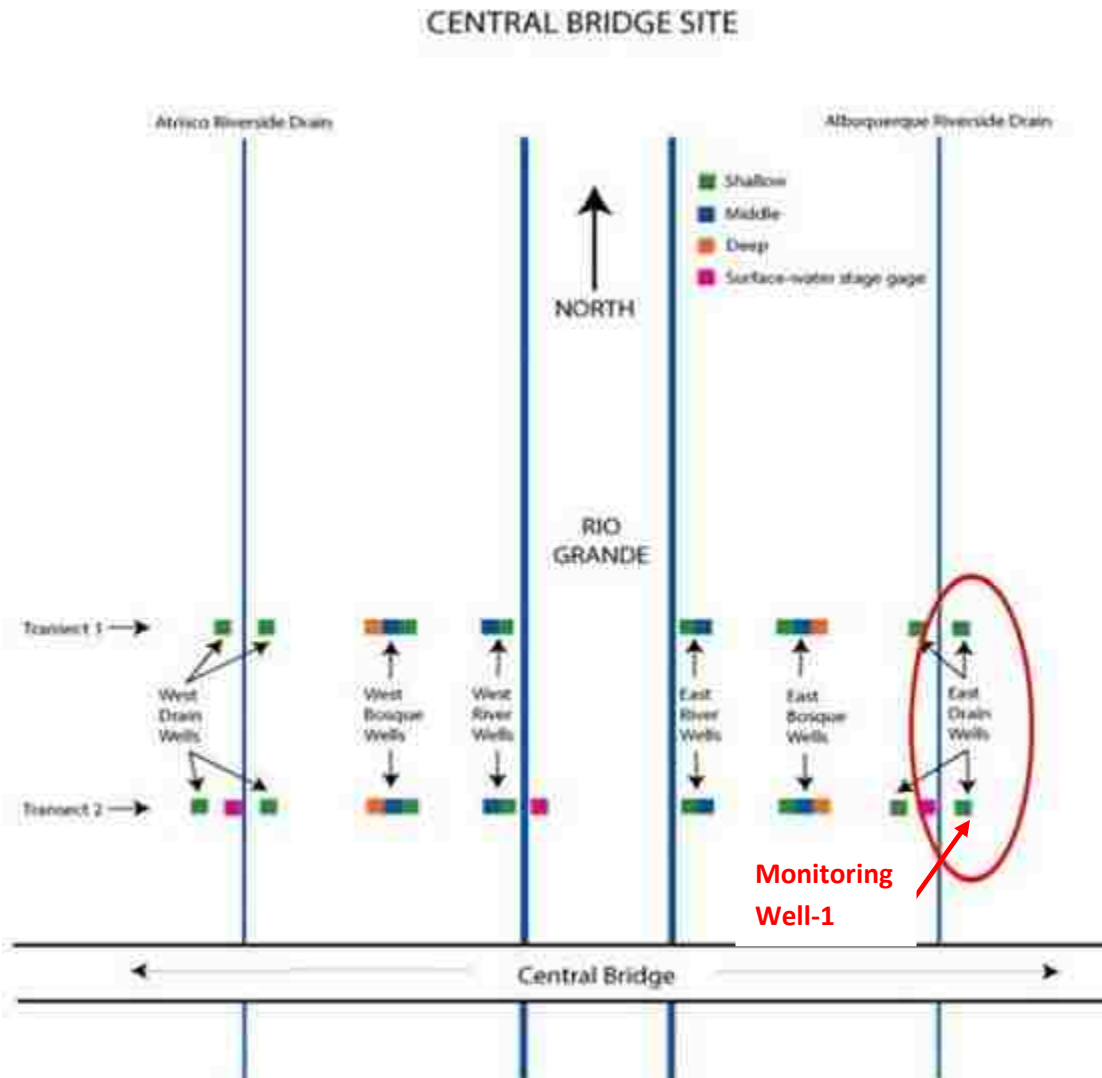 CENTRAL BRIDGE SITE
Atrisco Riverside Drain
Albuquerque Riverside Drain
Shallow
Middle
Deep
Surface-water stage gage
NORTH
RIO
GRANDE
Transect 1
West
Drain
Wells
West
Bosque
Wells
West
River
Wells
East
River
Wells
East
Bosque
Wells
East
Drain
Wells
Transect 2
Monitoring
Well-1
Central Bridge